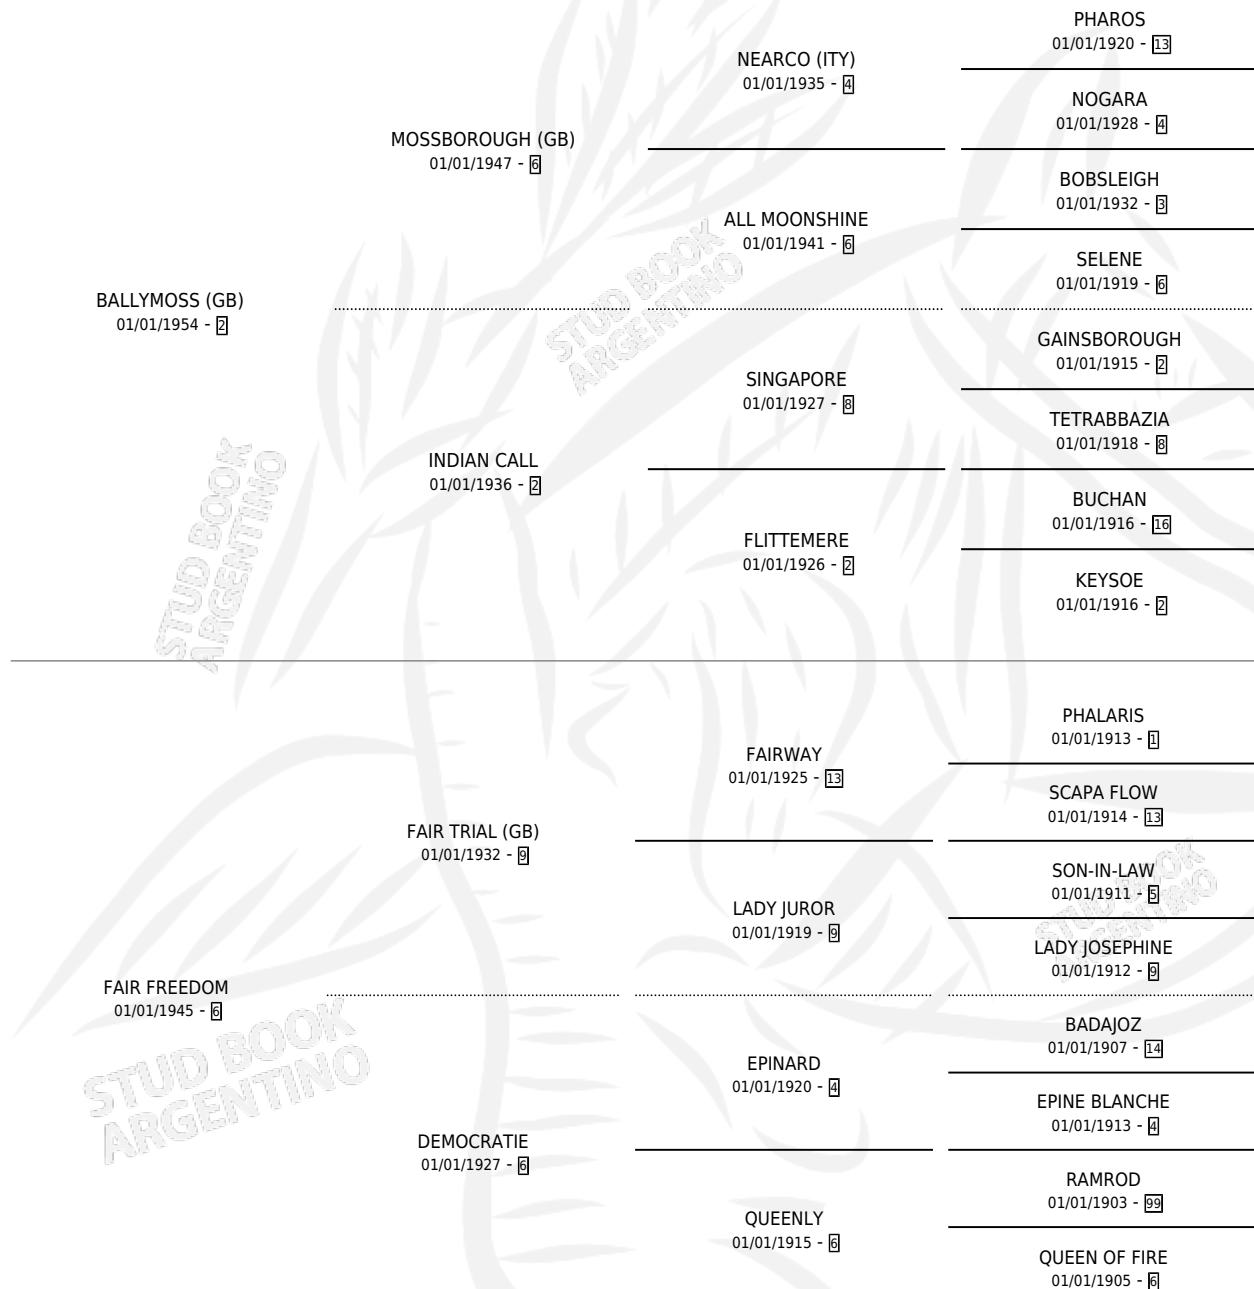 PHAROS
01/01/1920 - 13
NEARCO (ITY)
01/01/1935 - 4
NOGARA
01/01/1928 - 4
MOSSBOROUGH (GB)
01/01/1947 - 6
BOBSLEIGH
01/01/1932 - 3
ALL MOONSHINE
01/01/1941 - 6
SELENE
01/01/1919 - 6
BALLYMOSS (GB)
01/01/1954 - 2
GAINSBOROUGH
01/01/1915 - 2
SINGAPORE
01/01/1927 - 8
TETRABBAZIA
01/01/1918 - 8
INDIAN CALL
01/01/1936 - 2
BUCHAN
01/01/1916 - 16
FLITTEMERE
01/01/1926 - 2
KEYSOE
01/01/1916 - 2
PHALARIS
01/01/1913 - 1
FAIRWAY
01/01/1925 - 13
SCAPA FLOW
01/01/1914 - 13
FAIR TRIAL (GB)
01/01/1932 - 9
SON-IN-LAW
01/01/1911 - 5
LADY JUROR
01/01/1919 - 9
LADY JOSEPHINE
01/01/1912 - 9
FAIR FREEDOM
01/01/1945 - 6
BADAJOZ
01/01/1907 - 14
EPINARD
01/01/1920 - 4
EPINE BLANCHE
01/01/1913 - 4
DEMOCRATIE
01/01/1927 - 6
RAMROD
01/01/1903 - 99
QUEENLY
01/01/1915 - 6
QUEEN OF FIRE
01/01/1905 - 6
STUD BOOK
ARGENTINO
STUD BOOK
ARGENTINO
STUD BOOK
ARGENTINO
STUD BOOK
ARGENTINO